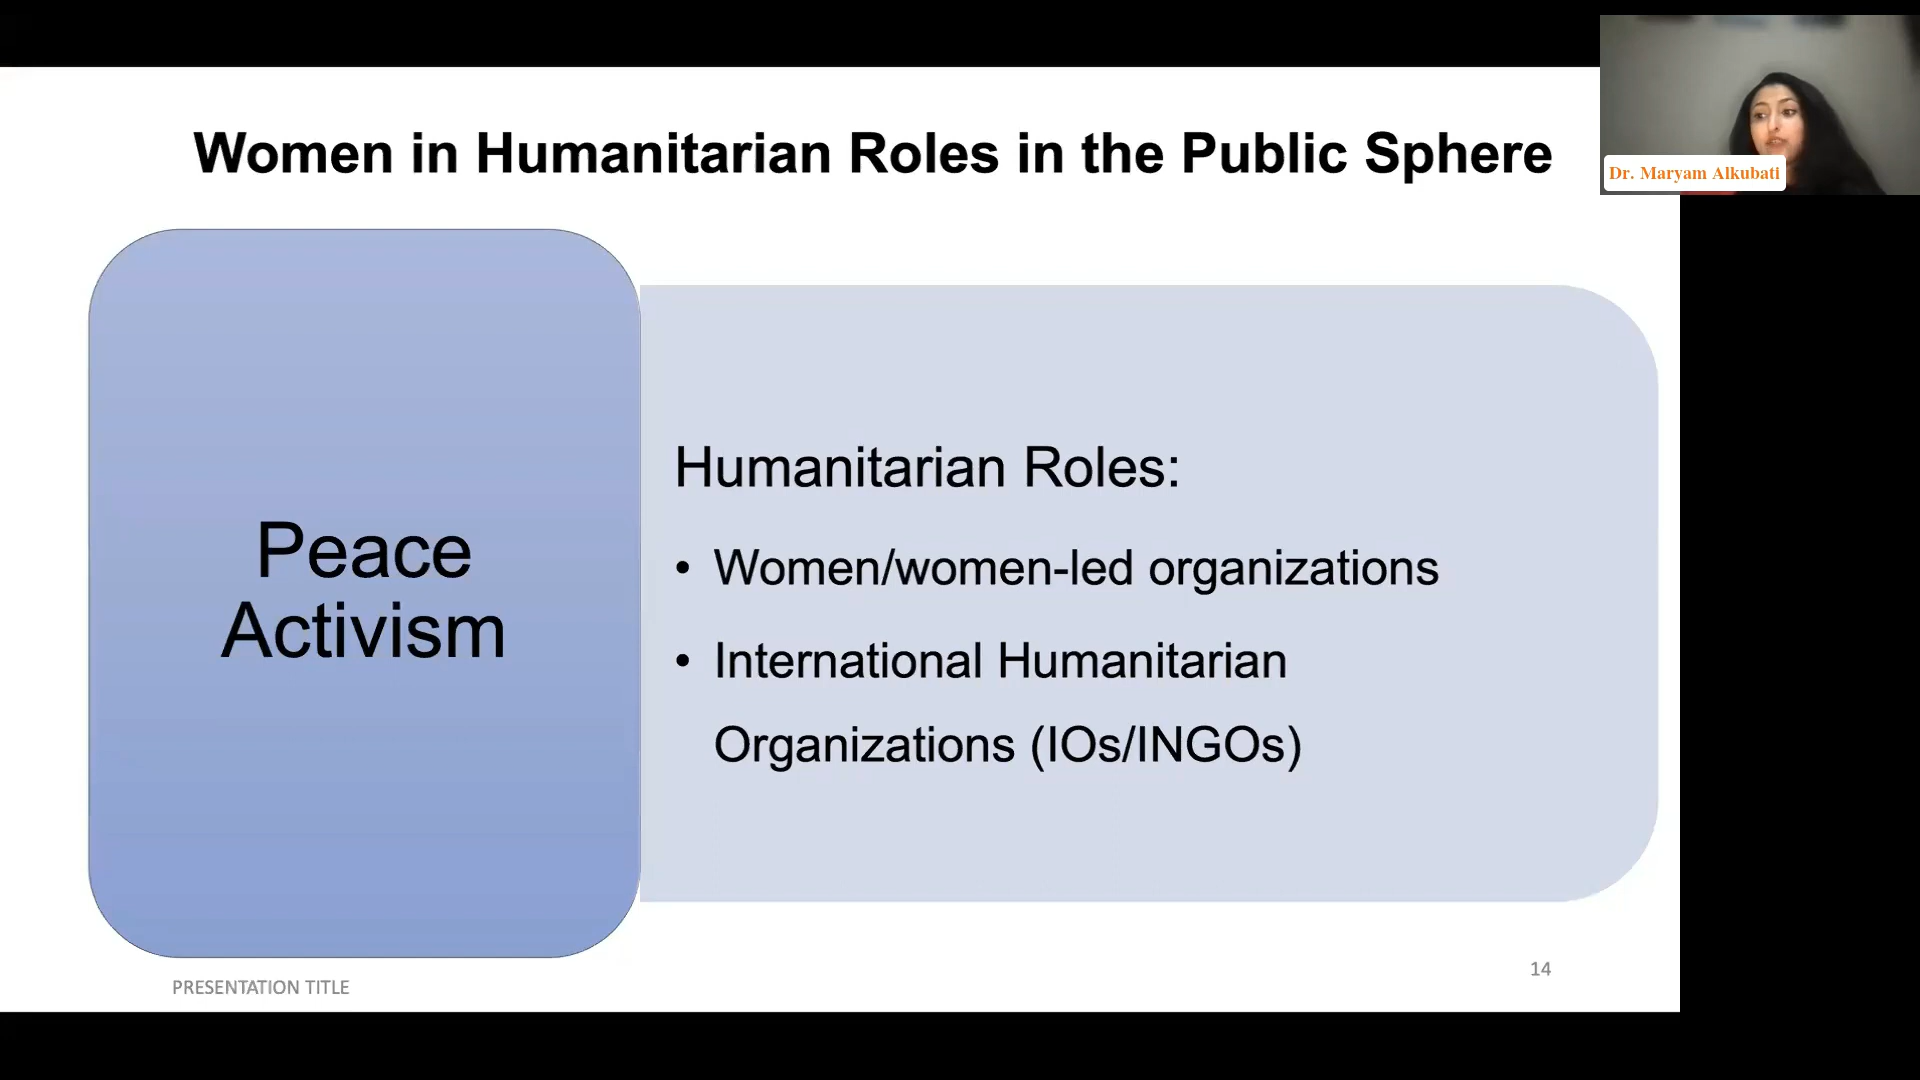 Women in Humanitarian Roles in the Public Sphere
Dr. Maryam Alkubati
Peace
Activism
Humanitarian Roles:
• Women/women-led organizations
• International Humanitarian
Organizations (IOs/INGOs)
PRESENTATION TITLE
14